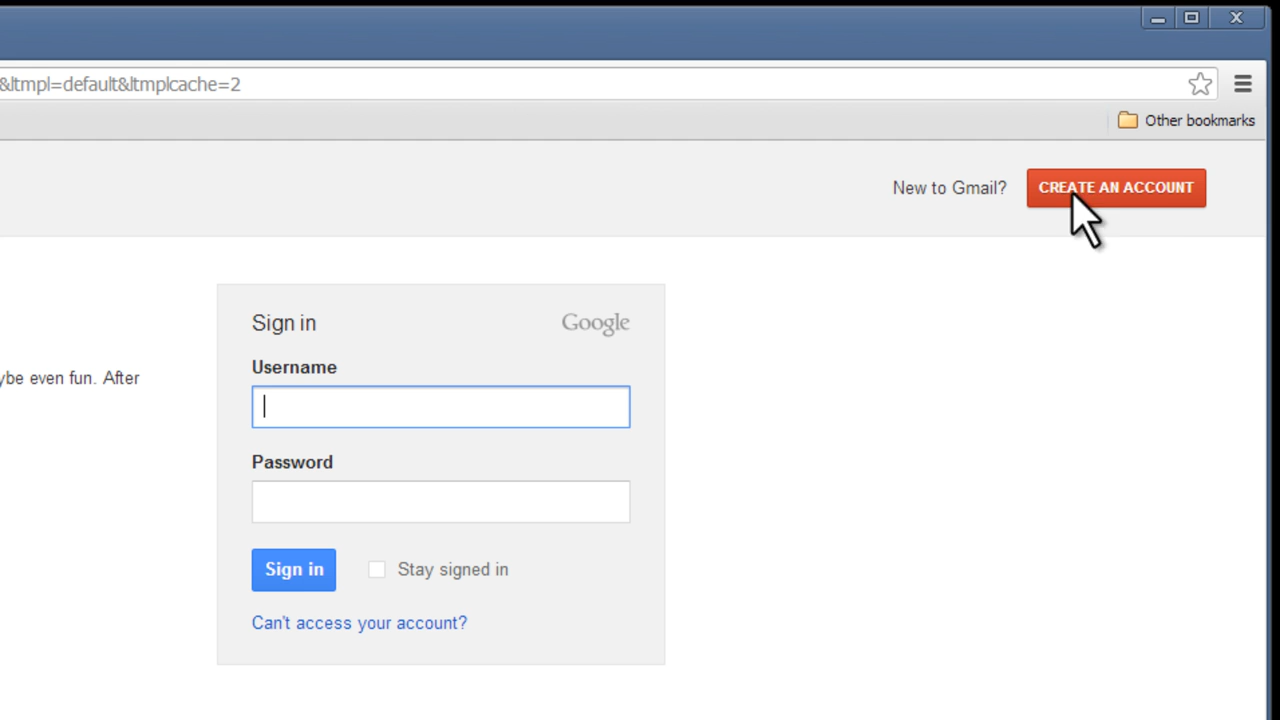 &ltmpl=default&ltmplcache=2
Other bookmarks
New to Gmail? CREATE AN ACCOUNT
Sign in Google
Username
ybe even fun. After
Password
Sign in Stay signed in
Can't access your account?